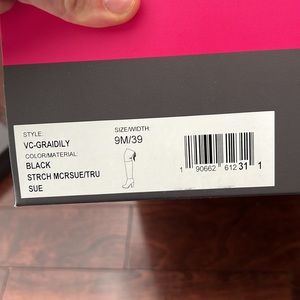 STYLE:
VC-GRAIDILY
COLOR/MATERIAL:
BLACK
STRCH MCRSUE/TRU
SUE
SIZE/WIDTH:
9M/39
1 90662 61231 1